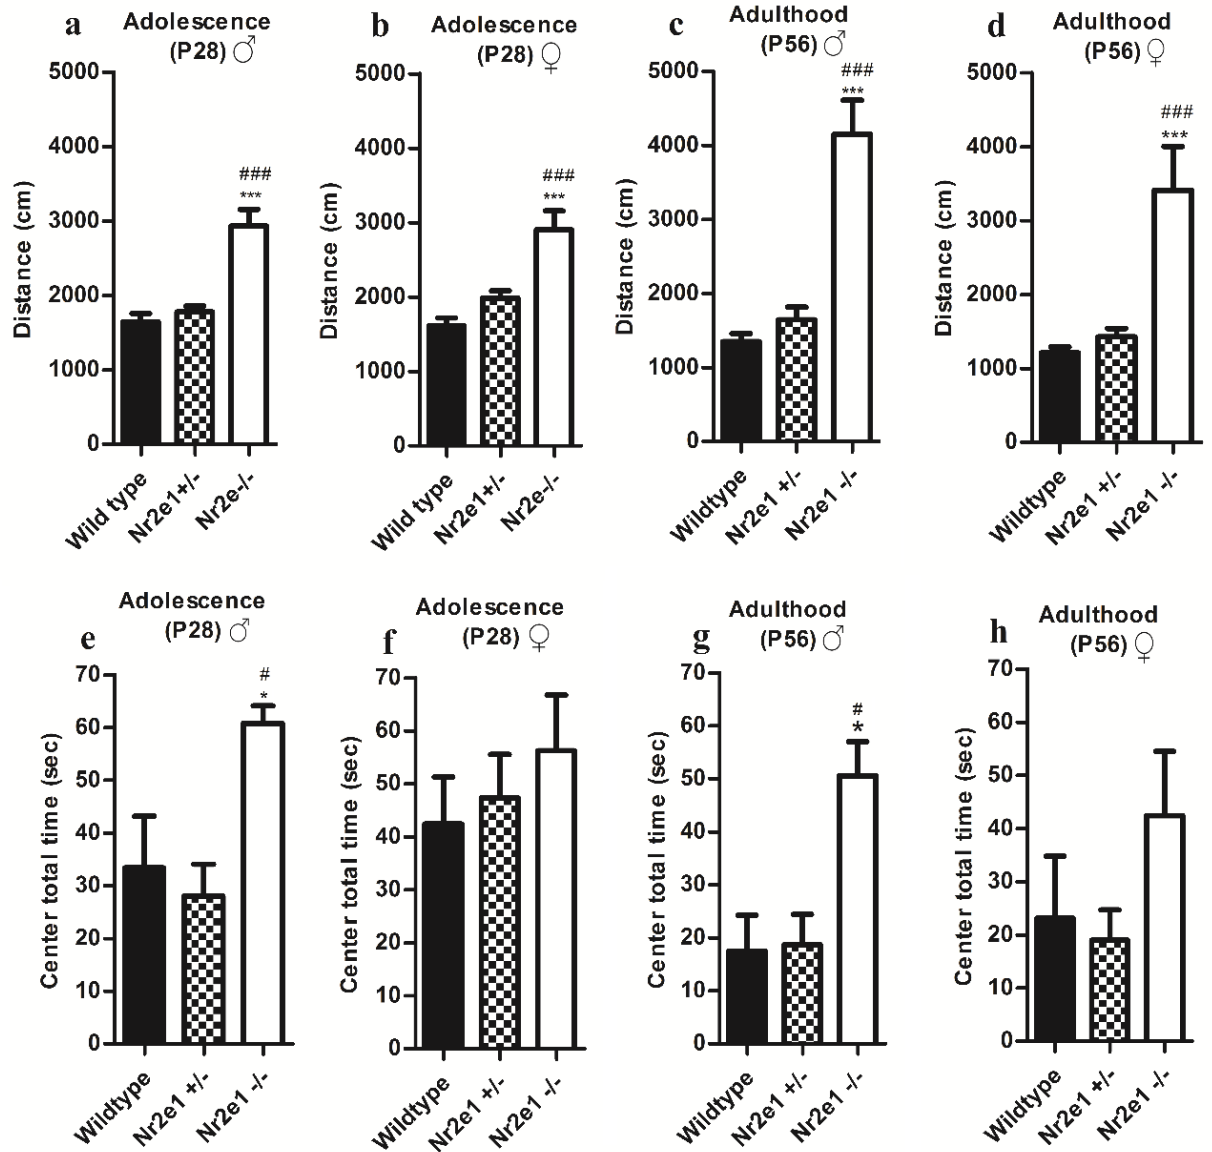 a
Adolescence
(P28) ♂
5000
4000
3000
2000
1000
0
Distance (cm)
###
***
Wild type
Nr2e1+/-
Nr2e-/-
b
Adolescence
(P28) ♀
5000
4000
3000
2000
1000
0
Distance (cm)
###
***
Wild type
Nr2e1+/-
Nr2e-/-
c
Adulthood
(P56) ♂
5000
4000
3000
2000
1000
0
Distance (cm)
###
***
Wildtype
Nr2e1 +/-
Nr2e1 -/-
d
Adulthood
(P56) ♀
5000
4000
3000
2000
1000
0
Distance (cm)
###
***
Wildtype
Nr2e1 +/-
Nr2e1 -/-
e
Adolescence
(P28) ♂
70
60
50
40
30
20
10
0
Center total time (sec)
#
*
Wildtype
Nr2e1 +/-
Nr2e1 -/-
f
Adolescence
(P28) ♀
70
60
50
40
30
20
10
0
Center total time (sec)
Wildtype
Nr2e1 +/-
Nr2e1 -/-
g
Adulthood
(P56) ♂
70
60
50
40
30
20
10
0
Center total time (sec)
#
*
Wildtype
Nr2e1 +/-
Nr2e1 -/-
h
Adulthood
(P56) ♀
70
60
50
40
30
20
10
0
Center total time (sec)
Wildtype
Nr2e1 +/-
Nr2e1 -/-